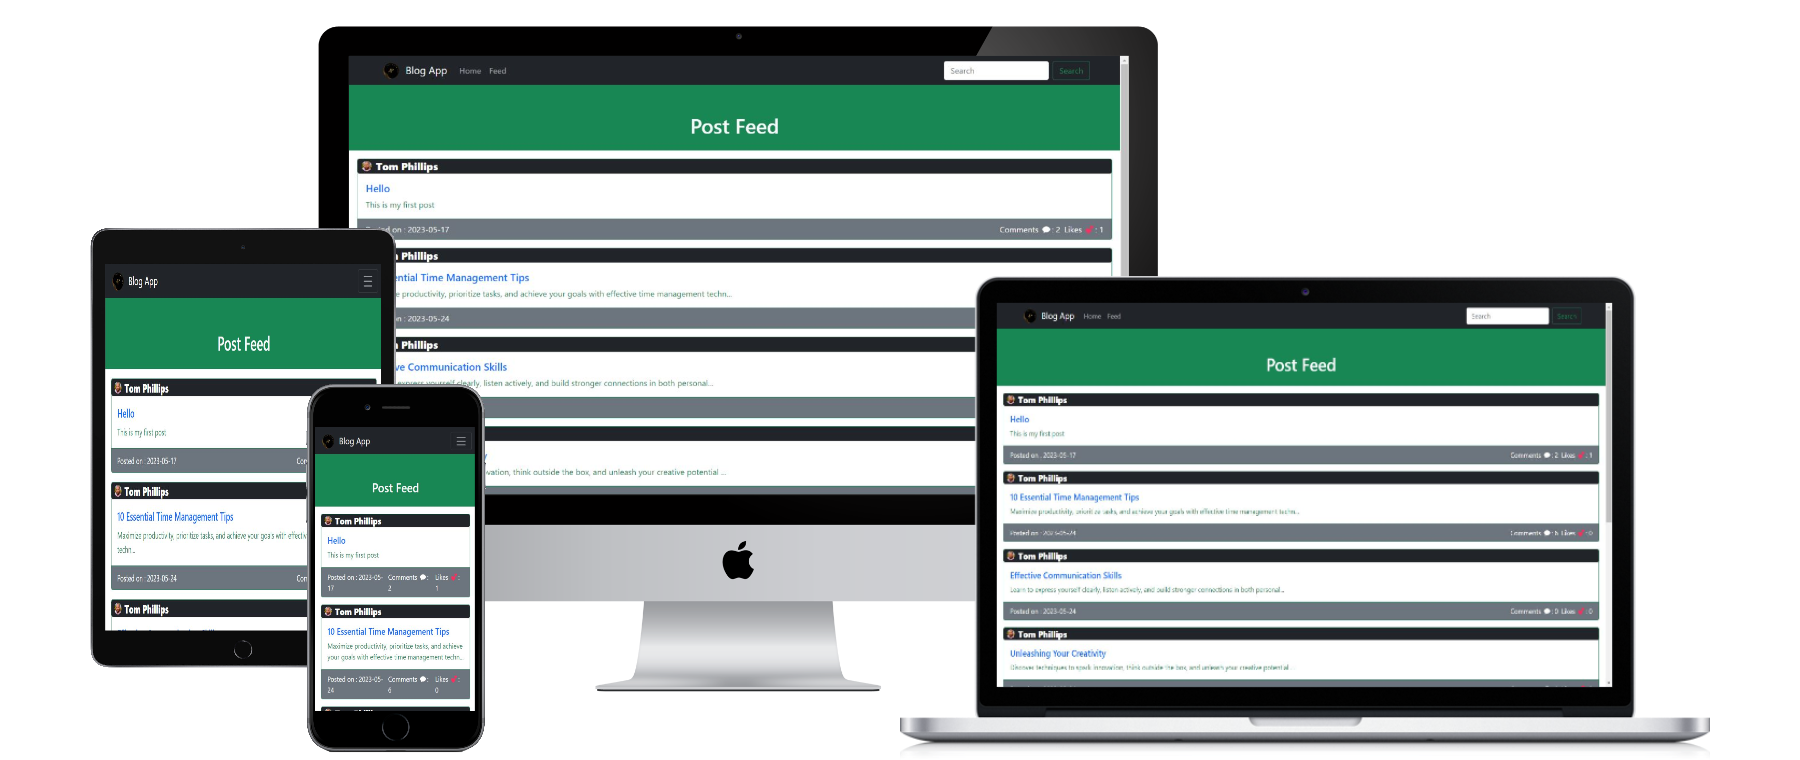 Blog App Home Feed Search Search
Post Feed
Tom Phillips
Hello
This is my first post
on : 2023-05-17 Comments : 2 Likes : 1
Phillips
ential Time Management Tips
productivity, prioritize tasks, and achieve your goals with effective time management techn...
on : 2023-05-24
Phillips
ve Communication Skills
express yourself clearly, listen actively, and build stronger connections in both personal...
vation, think outside the box, and unleash your creative potential ...
Blog App
Post Feed
Tom Phillips
Hello
This is my first post
Posted on : 2023-05-17 Com
Tom Phillips
10 Essential Time Management Tips
Maximize productivity, prioritize tasks, and achieve your goals with effectiv
techn...
Posted on : 2023-05-24 Com
Tom Phillips
Blog App
Post Feed
Tom Phillips
Hello
This is my first post
Posted on : 2023-05- Comments : Likes :
17 2 1
Tom Phillips
10 Essential Time Management Tips
Maximize productivity, prioritize tasks, and achieve
your goals with effective time management techn...
Posted on : 2023-05- Comments : Likes :
24 6 0
Blog App Home Feed Search Search
Post Feed
Tom Phillips
Hello
This is my first post
Posted on : 2023-05-17 Comments : 2 Likes : 1
Tom Phillips
10 Essential Time Management Tips
Maximize productivity, prioritize tasks, and achieve your goals with effective time management techn...
Posted on : 2023-05-24 Comments : 6 Likes : 0
Tom Phillips
Effective Communication Skills
Learn to express yourself clearly, listen actively, and build stronger connections in both personal...
Posted on : 2023-05-24 Comments : 0 Likes : 0
Tom Phillips
Unleashing Your Creativity
Discover techniques to spark innovation, think outside the box, and unleash your creative potential ...